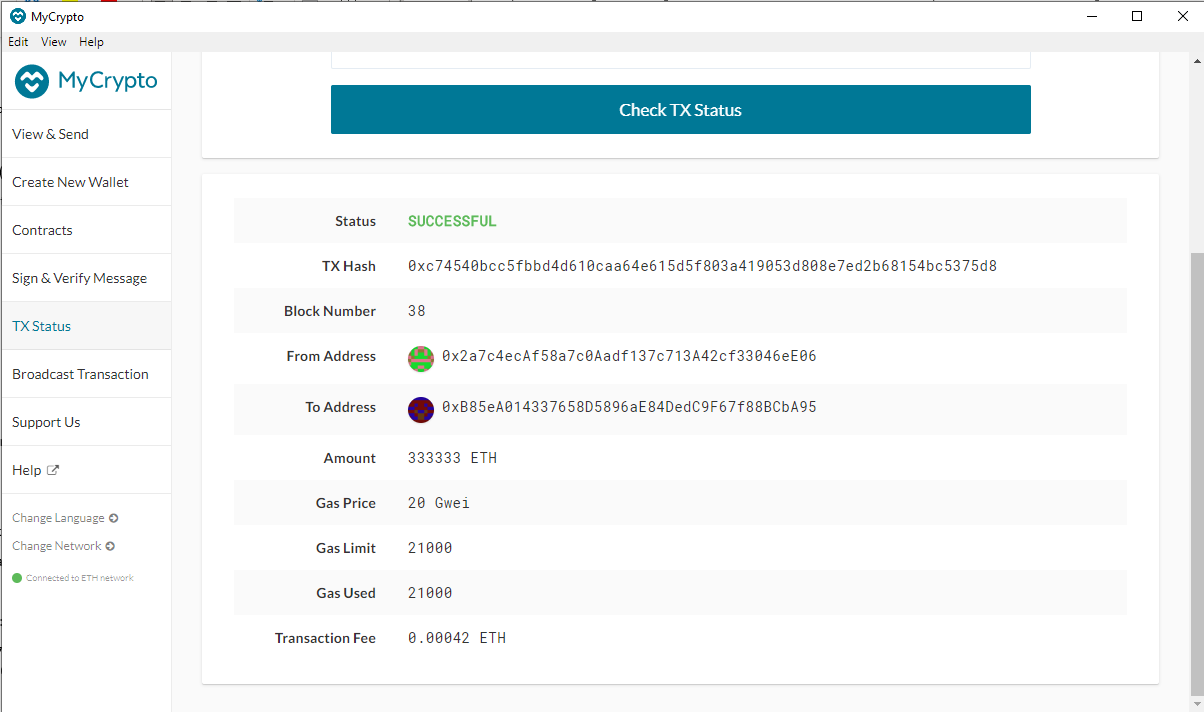 MyCrypto
Edit View Help
MyCrypto
View & Send
Create New Wallet
Contracts
Sign & Verify Message
TX Status
Broadcast Transaction
Support Us
Help
Change Language
Change Network
Connected to ETH network
Check TX Status
Status SUCCESSFUL
TX Hash 0xc74540bcc5fbbd4d610caa64e615d5f803a419053d808e7ed2b68154bc5375d8
Block Number 38
From Address 0x2a7c4ecAf58a7c0Aadf137c713A42cf33046eE06
To Address 0xB85eA014337658D5896aE84DedC9F67f88BCbA95
Amount 333333 ETH
Gas Price 20 Gwei
Gas Limit 21000
Gas Used 21000
Transaction Fee 0.00042 ETH